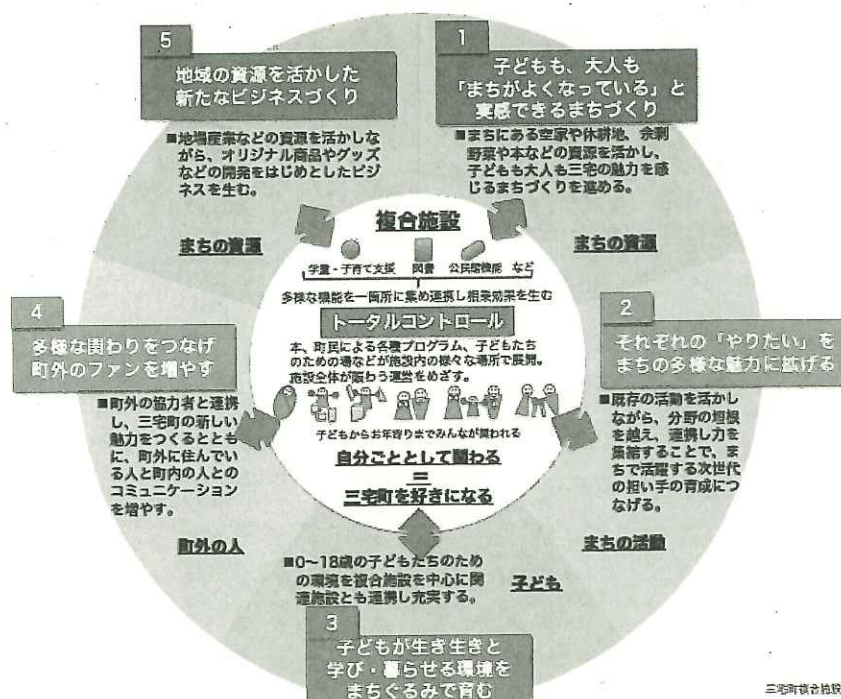 5
地域の資源を活かした
新たなビジネスづくり
■地場産業などの資源を活かしな
がら、オリジナル商品やグッズ
などの開発をはじめとしたビジ
ネスを生む。
まちの資源
1
子どもも、大人も
「まちがよくなっている」と
実感できるまちづくり
■まちにある空家や休耕地、余剰
野菜や本などの資源を活かし、
子どもも大人も三宅の魅力を感
じるまちづくりを進める。
まちの資源
複合施設
学童・子育て支援 図書 公民館機能 など
多様な機能を一箇所に集め連携し相乗効果を生む
トータルコントロール
本、町民による各種プログラム、子どもたち
のための場などが施設内の様々な場所で展開。
施設全体が賑わう運営をめざす。
子どもからお年寄りまでみんなが関われる
自分ごととして関わる
=
三宅町を好きになる
4
多様な関わりをつなげ
町外のファンを増やす
■町外の協力者と連携
し、三宅町の新しい
魅力をつくるととも
に、町外に住んでい
る人と町内の人との
コミュニケーション
を増やす。
町外の人
2
それぞれの「やりたい」を
まちの多様な魅力に拡げる
■既存の活動を活かし
ながら、分野の垣根
を越え、連携し力を
集結することで、ま
ちで活躍する次世代
の担い手の育成につ
なげる。
まちの活動
■0~18歳の子どもたちのため
の環境を複合施設を中心に関
連施設とも連携し充実する。
子ども
3
子どもが生き生きと
学び・暮らせる環境を
まちぐるみで育む
三宅町複合施設